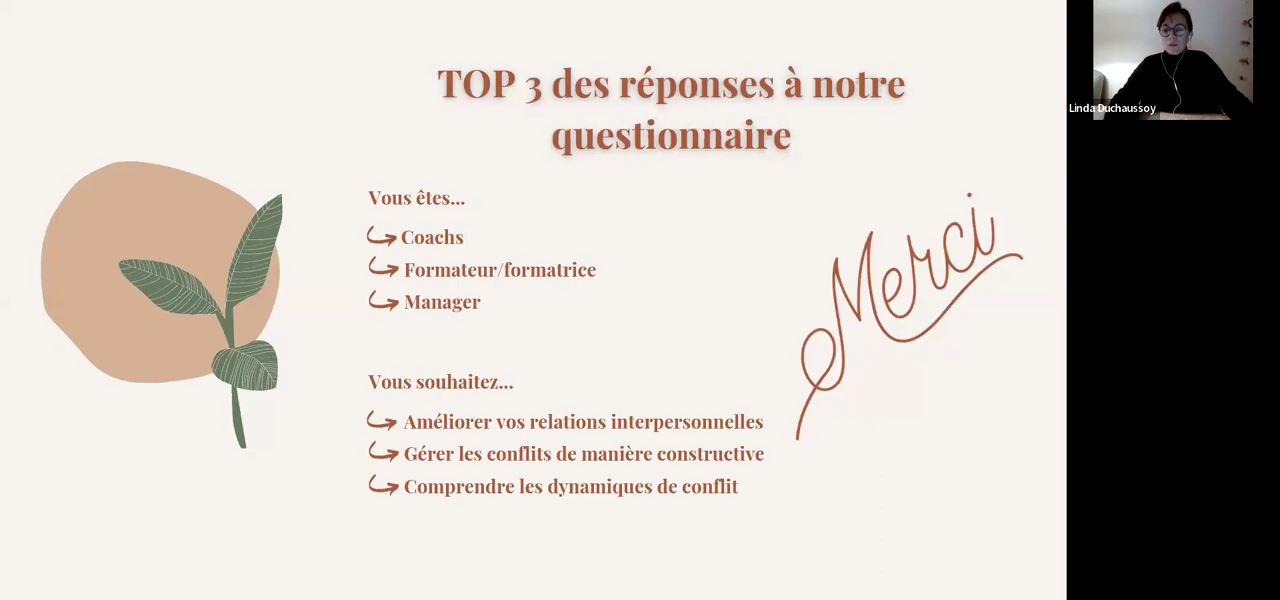 TOP 3 des réponses à notre
questionnaire
Vous êtes...
Coachs
Formateur/formatrice
Manager
Vous souhaitez...
Améliorer vos relations interpersonnelles
Gérer les conflits de manière constructive
Comprendre les dynamiques de conflit
Merci
Linda Duchaussoy